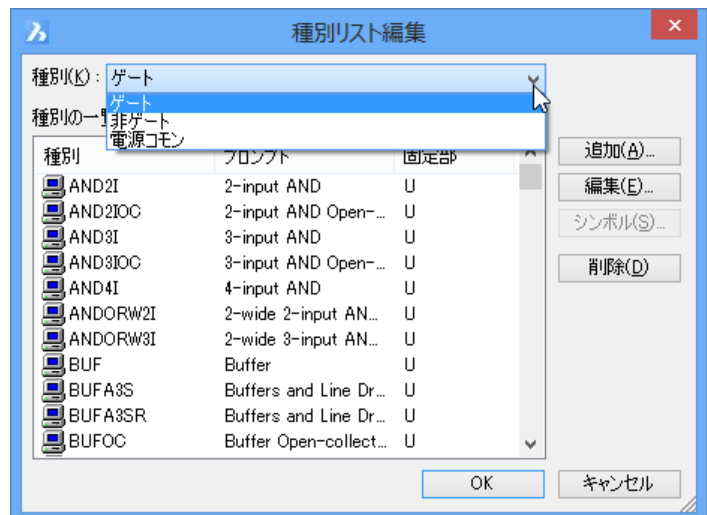 種別リスト編集
種別(K): ゲート
ゲート
非ゲート
電源コモン
種別の一
種別 プロンプト 固定部
AND2I 2-input AND U
AND2IOC 2-input AND Open-... U
AND3I 3-input AND U
AND3IOC 3-input AND Open-... U
AND4I 4-input AND U
ANDORW2I 2-wide 2-input AN... U
ANDORW3I 2-wide 3-input AN... U
BUF Buffer U
BUFA3S Buffers and Line Dr... U
BUFA3SR Buffers and Line Dr... U
BUFOC Buffer Open-collect... U
追加(A)...
編集(E)...
シンボル(S)...
削除(D)
OK キャンセル